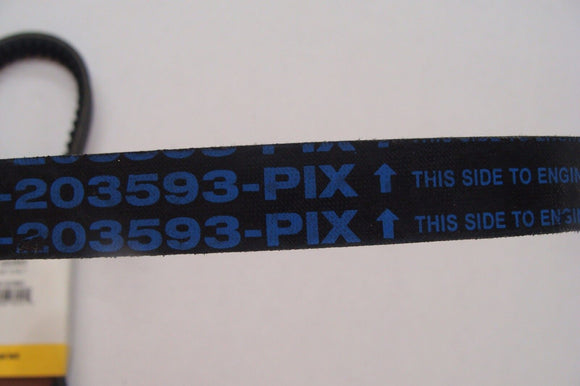 -203593-PIX ↑ THIS SIDE TO ENGIN
-203593-PIX ↑ THIS SIDE TO ENGI